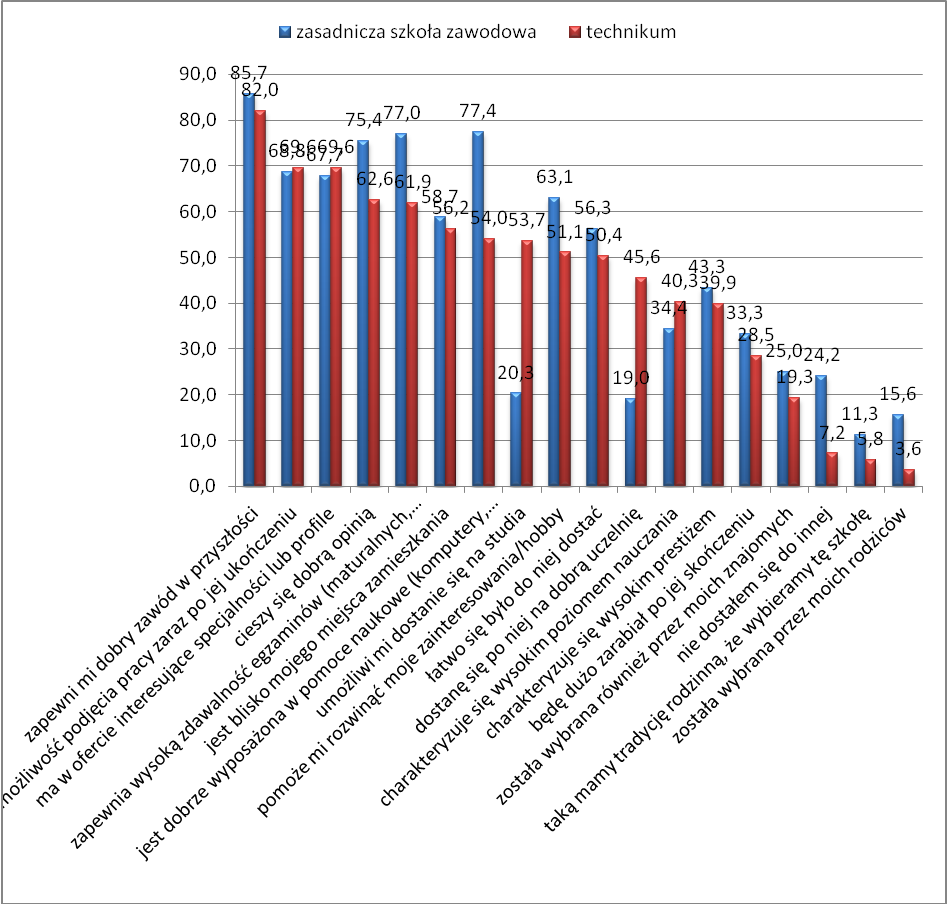 zasadnicza szkoła zawodowa
technikum
90,0
80,0
70,0
60,0
50,0
40,0
30,0
20,0
10,0
0,0
85,7
82,0
68,8
69,6
67,7
69,6
75,4
62,6
77,0
61,9
58,7
56,2
77,4
54,0
20,3
53,7
63,1
51,1
56,3
50,4
19,0
45,6
34,4
40,3
43,3
39,9
33,3
28,5
25,0
19,3
24,2
7,2
11,3
5,8
15,6
3,6
zapewni mi dobry zawód w przyszłości
możliwość podjęcia pracy zaraz po jej ukończeniu
ma w ofercie interesujące specjalności lub profile
cieszy się dobrą opinią
zapewnia wysoką zdawalność egzaminów (maturalnych,...
jest blisko mojego miejsca zamieszkania
jest dobrze wyposażona w pomoce naukowe (komputery,...
umożliwi mi dostanie się na studia
pomoże mi rozwinąć moje zainteresowania/hobby
łatwo się było do niej dostać
dostanę się po niej na dobrą uczelnię
charakteryzuje się wysokim poziomem nauczania
charakteryzuje się wysokim prestiżem
będę dużo zarabiał po jej skończeniu
została wybrana również przez moich znajomych
nie dostałem się do innej
taką mamy tradycję rodzinną, że wybieramy tę szkołę
została wybrana przez moich rodziców